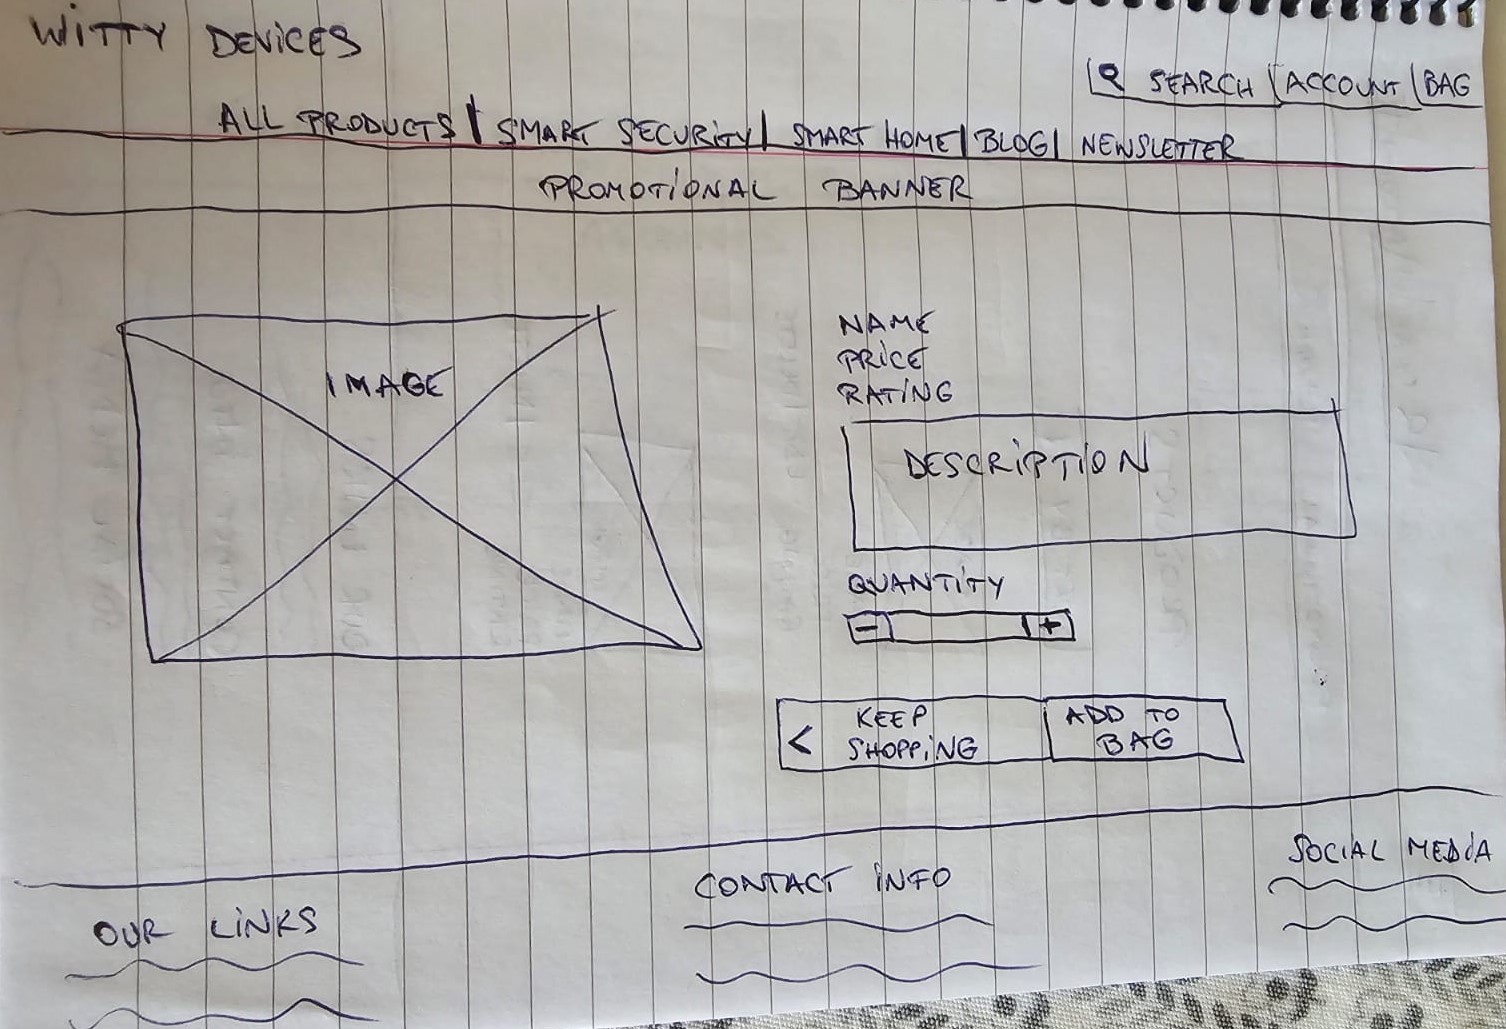 WITTY DEVICES
SEARCH | ACCOUNT | BAG
ALL PRODUCTS | SMART SECURITY | SMART HOME | BLOG | NEWSLETTER
PROMOTIONAL BANNER
IMAGE
NAME
PRICE
RATING
DESCRIPTION
QUANTITY
- +
< KEEP
SHOPPING
ADD TO
BAG
OUR LINKS
CONTACT INFO
SOCIAL MEDIA